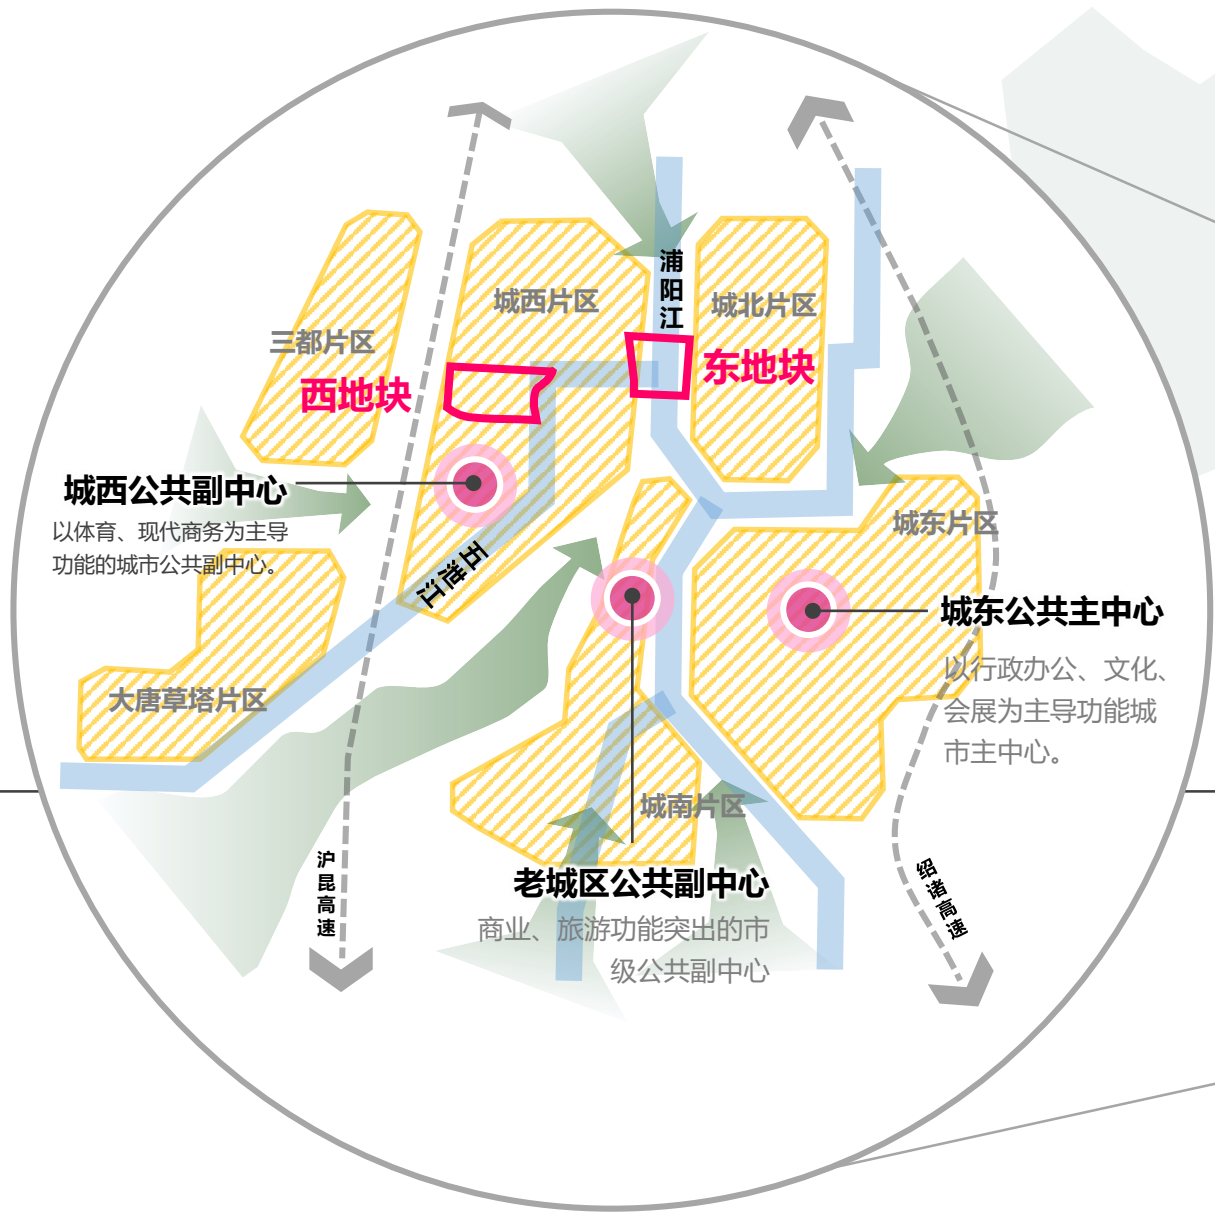 浦阳江
城西片区
城北片区
三都片区
西地块
东地块
城西公共副中心
以体育、现代商务为主导
功能的城市公共副中心。
城东片区
五泄江
城东公共主中心
以行政办公、文化、
会展为主导功能城
市主中心。
大唐草塔片区
城南片区
沪昆高速
绍诸高速
老城区公共副中心
商业、旅游功能突出的市
级公共副中心